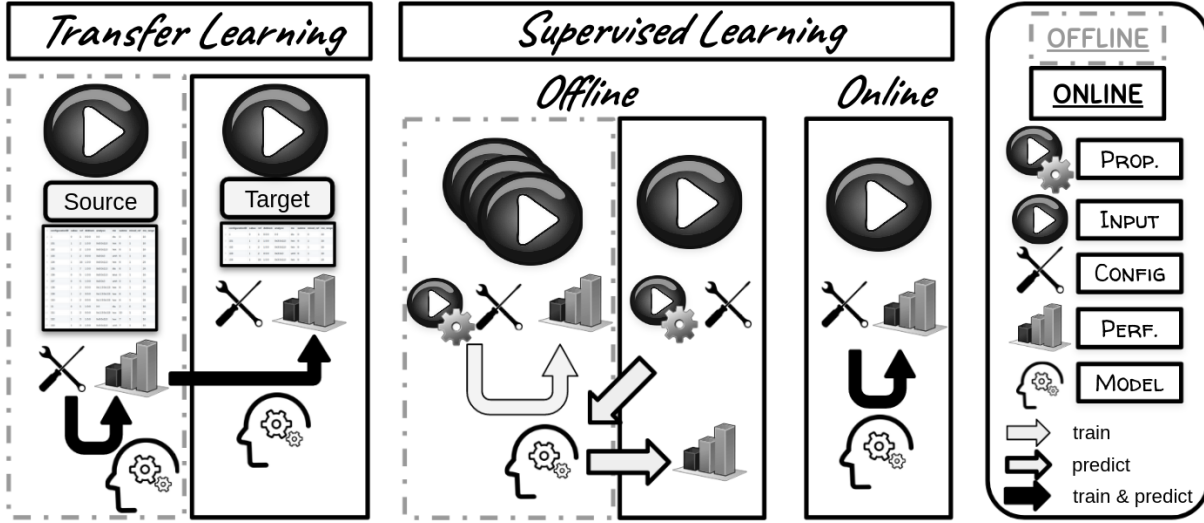 Transfer Learning
Supervised Learning
Offline
Online
Source
Target
OFFLINE
ONLINE
PROP.
INPUT
CONFIG
PERF.
MODEL
train
predict
train & predict